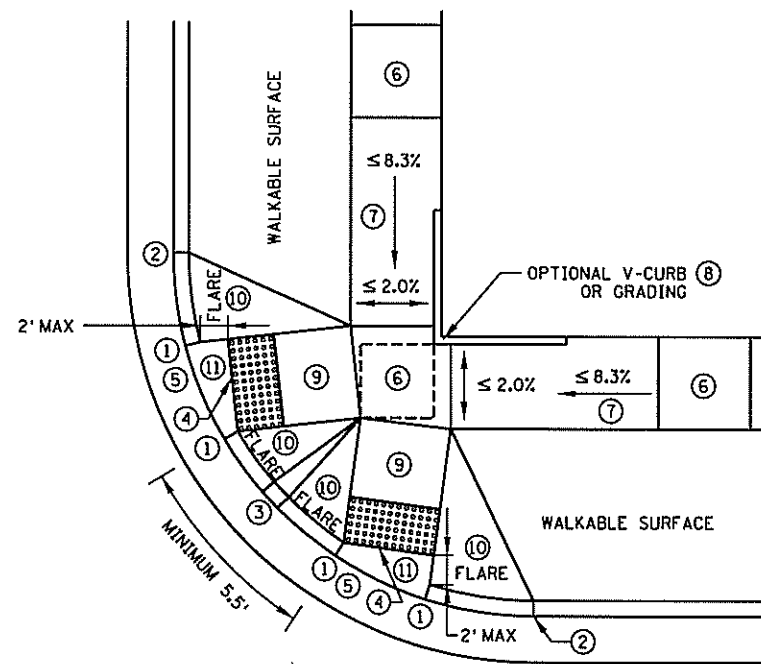 ⑥
WALKABLE SURFACE
≤ 8.3%
⑦
≤ 2.0%
②
FLARE
⑩
2' MAX
OPTIONAL V-CURB ⑧
OR GRADING
①
⑤
⑪
④
⑨
⑥
≤ 2.0%
≤ 8.3%
⑦
⑥
①
⑩
FLARE
③
⑩
FLARE
⑨
WALKABLE SURFACE
MINIMUM 5.5'
①
⑤
④
⑪
①
⑩
FLARE
2' MAX
②